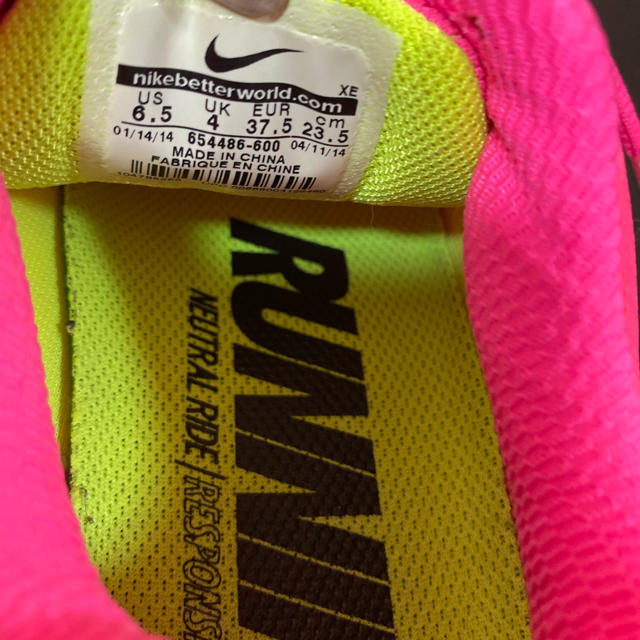 nikebetterworld.com
XE
US UK EUR cm
6.5 4 37.5 23.5
01/14/14 654486-600 04/11/14
MADE IN CHINA
FABRIQUE EN CHINE
NEUTRAL RIDE/RESPONS
RUNNI